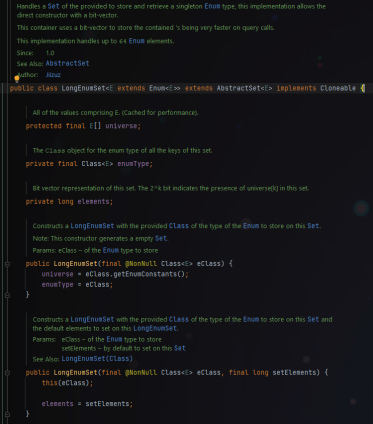 Handles a Set of the provided to store and retrieve a singleton Enum type, this implementation allows the
direct constructor with a bit-vector.
This container uses a bit-vector to store the contained 's being very faster on query calls.
This implementation handles up to 64 Enum elements.
Since: 1.0
See Also: AbstractSet
Author:
public class LongEnumSet<E extends Enum<E>> extends AbstractSet<E> implements Cloneable {
All of the values comprising E. (Cached for performance).
protected final E[] universe;
The Class object for the enum type of all the keys of this set.
private final Class<E> enumType;
Bit vector representation of this set. The 2^k bit indicates the presence of universe[k] in this set.
private long elements;
Constructs a LongEnumSet with the provided Class of the type of the Enum to store on this Set.
Note: This constructor generates a empty Set.
Params: eClass – of the Enum type to store
public LongEnumSet(final @NonNull Class<E> eClass) {
universe = eClass.getEnumConstants();
enumType = eClass;
}
Constructs a LongEnumSet with the provided Class of the type of the Enum to store on this Set and
the default elements to set on this LongEnumSet.
Params: eClass – of the Enum type to store
setElements – by default to set on this Set
See Also: LongEnumSet(Class)
public LongEnumSet(final @NonNull Class<E> eClass, final long setElements) {
this(eClass);
elements = setElements;
}